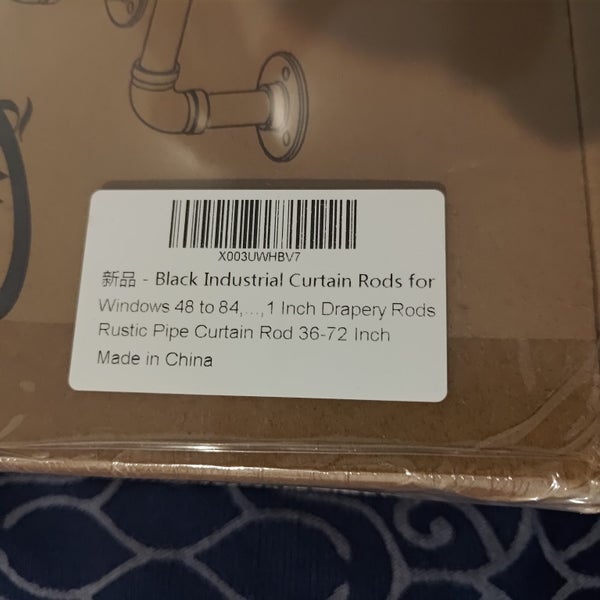 X003UWHBV7
新品 - Black Industrial Curtain Rods for
Windows 48 to 84,...,1 Inch Drapery Rods
Rustic Pipe Curtain Rod 36-72 Inch
Made in China